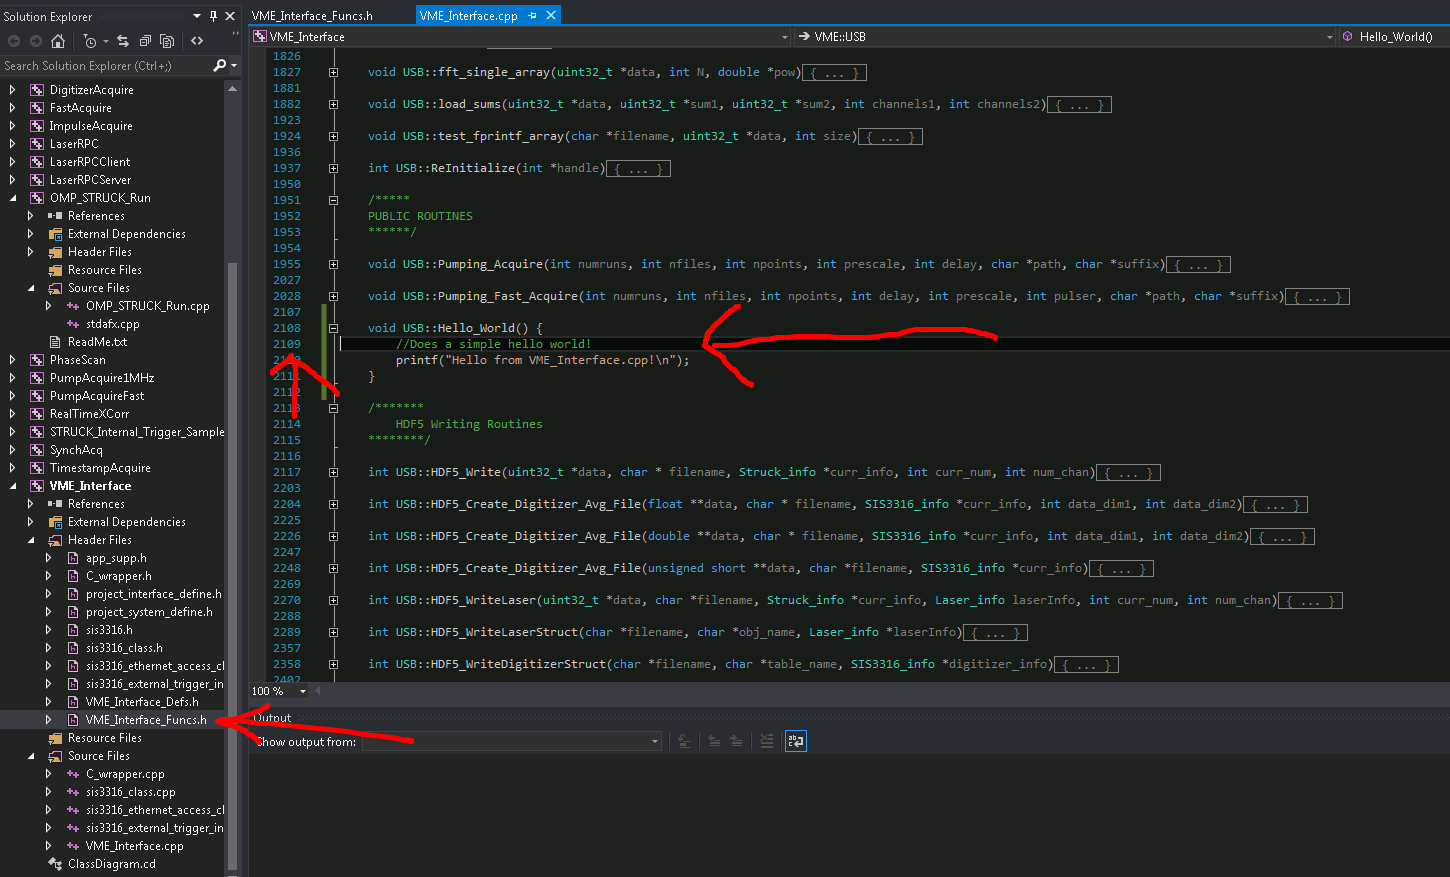 Solution Explorer
Search Solution Explorer (Ctrl+;)
DigitizerAcquire
FastAcquire
ImpulseAcquire
LaserRPC
LaserRPCClient
LaserRPCServer
OMP_STRUCK_Run
References
External Dependencies
Header Files
Resource Files
Source Files
OMP_STRUCK_Run.cpp
stdafx.cpp
ReadMe.txt
PhaseScan
PumpAcquire1MHz
PumpAcquireFast
RealTimeXCorr
STRUCK_Internal_Trigger_Sample
SynchAcq
TimestampAcquire
VME_Interface
References
External Dependencies
Header Files
app_supp.h
C_wrapper.h
project_interface_define.h
project_system_define.h
sis3316.h
sis3316_class.h
sis3316_ethernet_access_cl
sis3316_external_trigger_in
VME_Interface_Defs.h
VME_Interface_Funcs.h
Resource Files
Source Files
C_wrapper.cpp
sis3316_class.cpp
sis3316_ethernet_access_cl
sis3316_external_trigger_in
VME_Interface.cpp
ClassDiagram.cd
VME_Interface_Funcs.h VME_Interface.cpp
VME_Interface VME::USB Hello_World()
1826
1827 void USB::fft_single_array(uint32_t *data, int N, double *pow){ ... }
1881
1882 void USB::load_sums(uint32_t *data, uint32_t *sum1, uint32_t *sum2, int channels1, int channels2){ ... }
1923
1924 void USB::test_fprintf_array(char *filename, uint32_t *data, int size){ ... }
1936
1937 int USB::ReInitialize(int *handle){ ... }
1950
1951 /*****
1952 PUBLIC ROUTINES
1953 ******/
1954
1955 void USB::Pumping_Acquire(int numruns, int nfiles, int npoints, int prescale, int delay, char *path, char *suffix){ ... }
2027
2028 void USB::Pumping_Fast_Acquire(int numruns, int nfiles, int npoints, int delay, int prescale, int pulser, char *path, char *suffix){ ... }
2107
2108 void USB::Hello_World() {
2109 //Does a simple hello world!
2110 printf("Hello from VME_Interface.cpp!\n");
2111 }
2112
2113 /*******
2114 HDF5 Writing Routines
2115 ********/
2116
2117 int USB::HDF5_Write(uint32_t *data, char * filename, Struck_info *curr_info, int curr_num, int num_chan){ ... }
2203
2204 int USB::HDF5_Create_Digitizer_Avg_File(float **data, char * filename, SIS3316_info *curr_info, int data_dim1, int data_dim2){ ... }
2225
2226 int USB::HDF5_Create_Digitizer_Avg_File(double **data, char * filename, SIS3316_info *curr_info, int data_dim1, int data_dim2){ ... }
2247
2248 int USB::HDF5_Create_Digitizer_Avg_File(unsigned short **data, char *filename, SIS3316_info *curr_info){ ... }
2269
2270 int USB::HDF5_WriteLaser(uint32_t *data, char *filename, Struck_info *curr_info, Laser_info laserInfo, int curr_num, int num_chan){ ... }
2288
2289 int USB::HDF5_WriteLaserStruct(char *filename, char *obj_name, Laser_info *laserInfo){ ... }
2357
2358 int USB::HDF5_WriteDigitizerStruct(char *filename, char *table_name, SIS3316_info *digitizer_info){ ... }
2402
100 %
Output
Show output from: